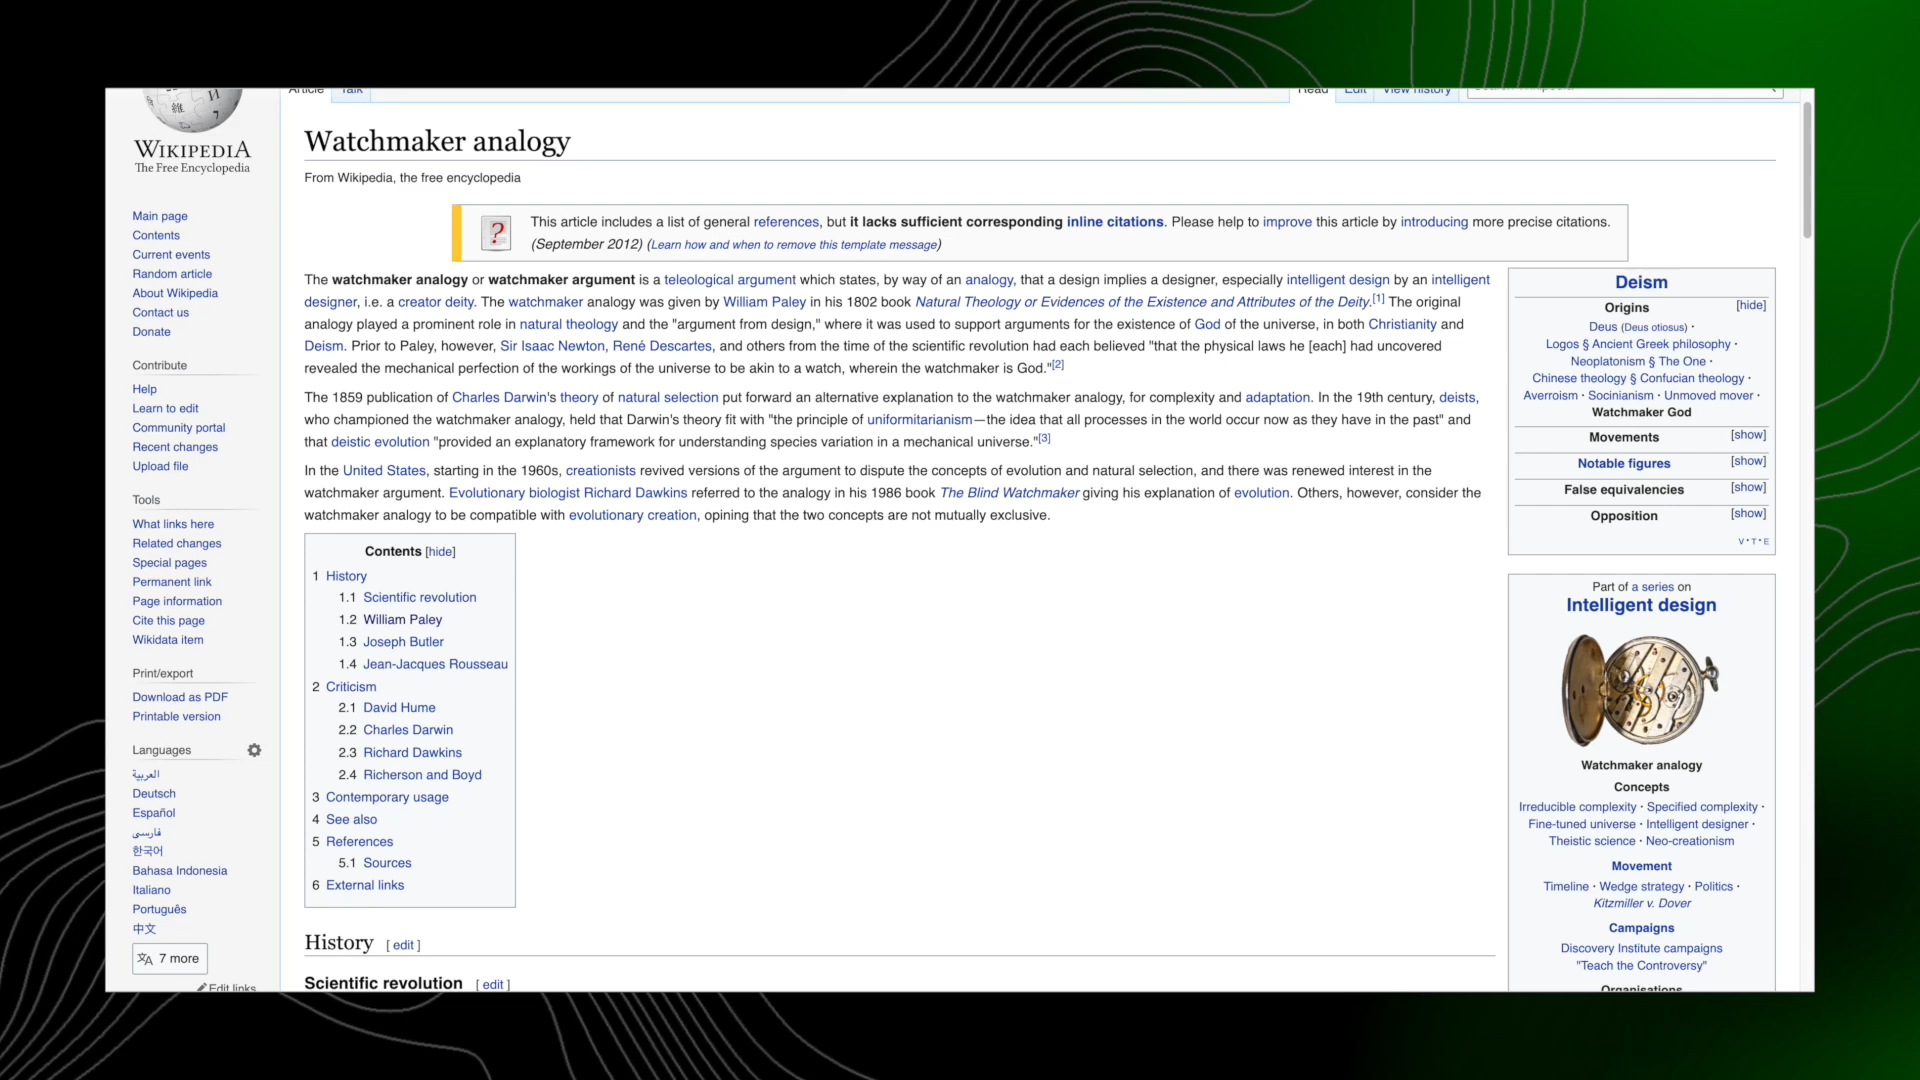 Article Talk
Read Edit View history
Search Wikipedia
WIKIPEDIA
The Free Encyclopedia
Main page
Contents
Current events
Random article
About Wikipedia
Contact us
Donate
Contribute
Help
Learn to edit
Community portal
Recent changes
Upload file
Tools
What links here
Related changes
Special pages
Permanent link
Page information
Cite this page
Wikidata item
Print/export
Download as PDF
Printable version
Languages
العربية
Deutsch
Español
فارسی
한국어
Bahasa Indonesia
Italiano
Português
中文
7 more
Edit links
Watchmaker analogy
From Wikipedia, the free encyclopedia
This article includes a list of general references, but it lacks sufficient corresponding inline citations. Please help to improve this article by introducing more precise citations.
(September 2012) (Learn how and when to remove this template message)
The watchmaker analogy or watchmaker argument is a teleological argument which states, by way of an analogy, that a design implies a designer, especially intelligent design by an intelligent
designer, i.e. a creator deity. The watchmaker analogy was given by William Paley in his 1802 book Natural Theology or Evidences of the Existence and Attributes of the Deity.[1] The original
analogy played a prominent role in natural theology and the "argument from design," where it was used to support arguments for the existence of God of the universe, in both Christianity and
Deism. Prior to Paley, however, Sir Isaac Newton, René Descartes, and others from the time of the scientific revolution had each believed "that the physical laws he [each] had uncovered
revealed the mechanical perfection of the workings of the universe to be akin to a watch, wherein the watchmaker is God."[2]
The 1859 publication of Charles Darwin's theory of natural selection put forward an alternative explanation to the watchmaker analogy, for complexity and adaptation. In the 19th century, deists,
who championed the watchmaker analogy, held that Darwin's theory fit with "the principle of uniformitarianism—the idea that all processes in the world occur now as they have in the past" and
that deistic evolution "provided an explanatory framework for understanding species variation in a mechanical universe."[3]
In the United States, starting in the 1960s, creationists revived versions of the argument to dispute the concepts of evolution and natural selection, and there was renewed interest in the
watchmaker argument. Evolutionary biologist Richard Dawkins referred to the analogy in his 1986 book The Blind Watchmaker giving his explanation of evolution. Others, however, consider the
watchmaker analogy to be compatible with evolutionary creation, opining that the two concepts are not mutually exclusive.
Contents [hide]
1 History
1.1 Scientific revolution
1.2 William Paley
1.3 Joseph Butler
1.4 Jean-Jacques Rousseau
2 Criticism
2.1 David Hume
2.2 Charles Darwin
2.3 Richard Dawkins
2.4 Richerson and Boyd
3 Contemporary usage
4 See also
5 References
5.1 Sources
6 External links
History [ edit ]
Scientific revolution [ edit ]
Deism
Origins [hide]
Deus (Deus otiosus) ·
Logos § Ancient Greek philosophy ·
Neoplatonism § The One ·
Chinese theology § Confucian theology ·
Averroism · Socinianism · Unmoved mover ·
Watchmaker God
Movements [show]
Notable figures [show]
False equivalencies [show]
Opposition [show]
V · T · E
Part of a series on
Intelligent design
Watchmaker analogy
Concepts
Irreducible complexity · Specified complexity ·
Fine-tuned universe · Intelligent designer ·
Theistic science · Neo-creationism
Movement
Timeline · Wedge strategy · Politics ·
Kitzmiller v. Dover
Campaigns
Discovery Institute campaigns
"Teach the Controversy"
Organisations